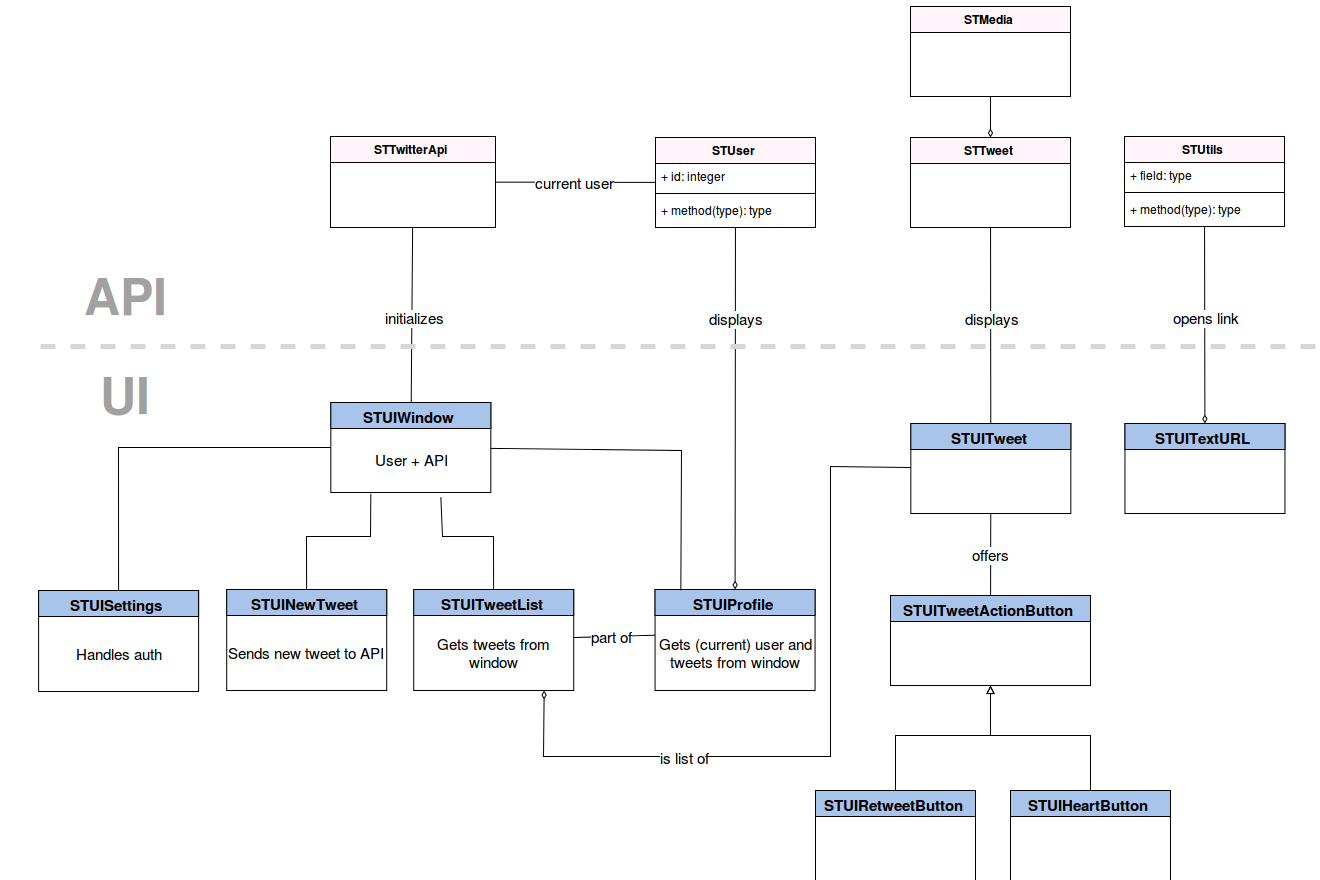 STMedia
STTwitterApi
STUser
+ id: integer
+ method(type): type
STTweet
STUtils
+ field: type
+ method(type): type
current user
API
initializes
displays
displays
opens link
UI
STUIWindow
User + API
STUITweet
STUITextURL
offers
STUISettings
Handles auth
STUINewTweet
Sends new tweet to API
STUITweetList
Gets tweets from
window
part of
STUIProfile
Gets (current) user and
tweets from window
STUITweetActionButton
is list of
STUIRetweetButton
STUIHeartButton